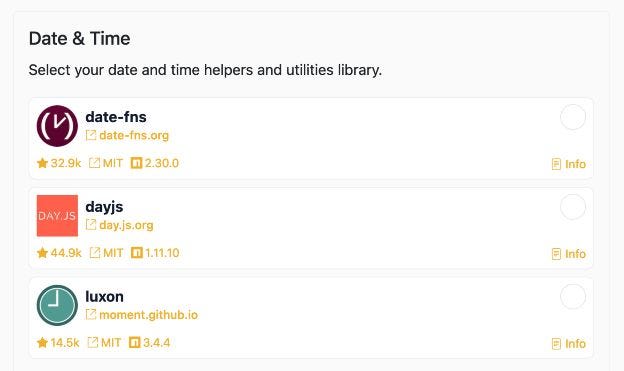 Date & Time
Select your date and time helpers and utilities library.
date-fns
date-fns.org
32.9k MIT 2.30.0 Info
DAY.JS
dayjs
day.js.org
44.9k MIT 1.11.10 Info
luxon
moment.github.io
14.5k MIT 3.4.4 Info